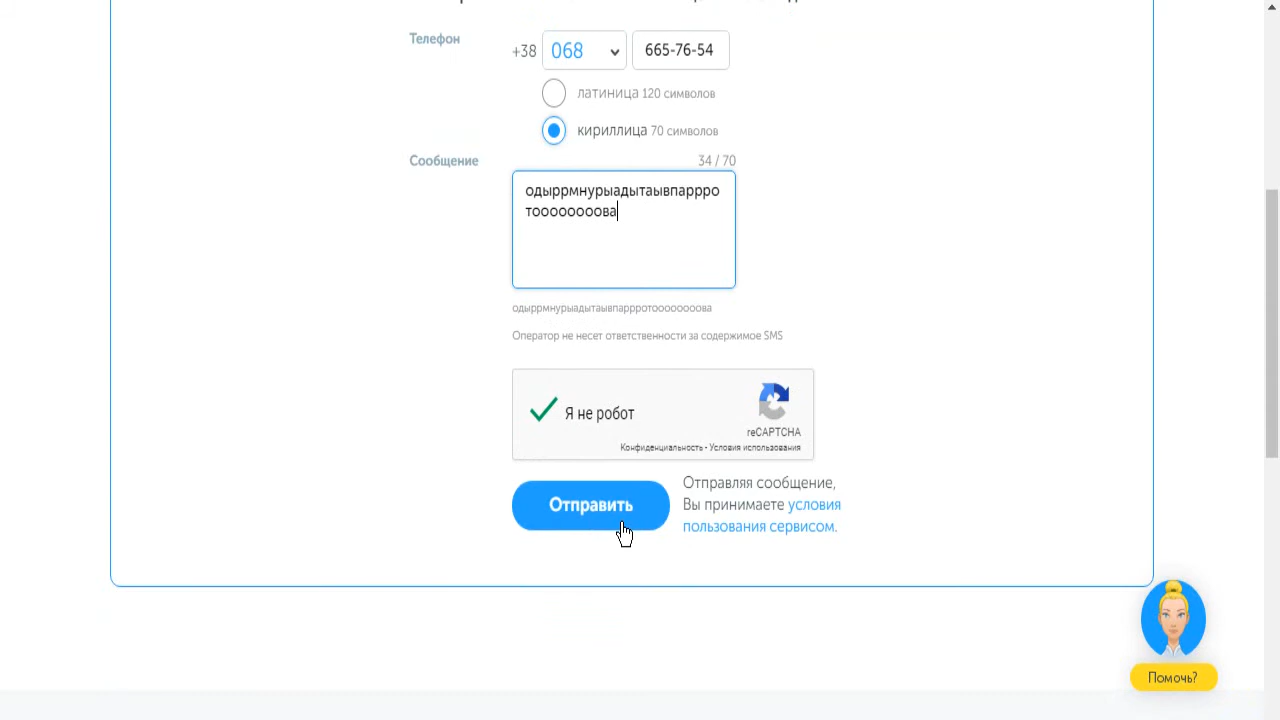 Телефон
+38 068 665-76-54
латиница 120 символов
кириллица 70 символов
Сообщение 34 / 70
одыррмнурыадытаывпарρро
тоооооооова
одыррмнурыадытаывпаррротоооооооова
Оператор не несет ответственности за содержимое SMS
Я не робот
reCAPTCHA
Конфиденциальность - Условия использования
Отправить
Отправляя сообщение,
Вы принимаете условия
пользования сервисом.
Помочь?